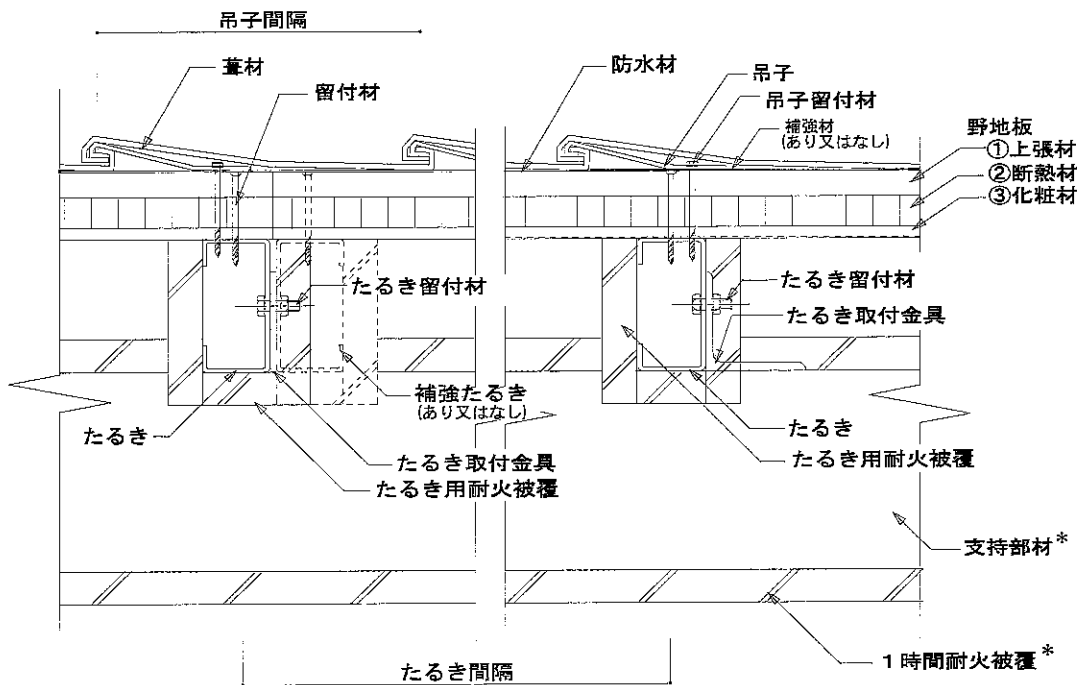 吊子間隔
葺材
留付材
防水材
吊子
吊子留付材
補強材
(あり又はなし)
野地板
①上張材
②断熱材
③化粧材
たるき留付材
たるき留付材
たるき取付金具
補強たるき
(あり又はなし)
たるき
たるき
たるき取付金具
たるき用耐火被覆
たるき用耐火被覆
支持部材*
1時間耐火被覆*
たるき間隔